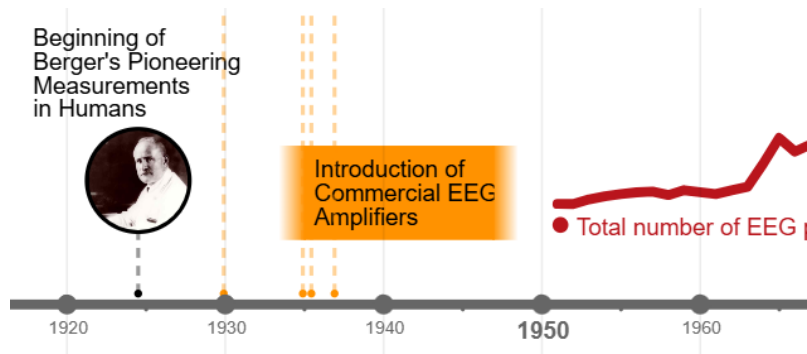 Beginning of
Berger's Pioneering
Measurements
in Humans
Introduction of
Commercial EEG
Amplifiers
Total number of EEG p
1920
1930
1940
1950
1960